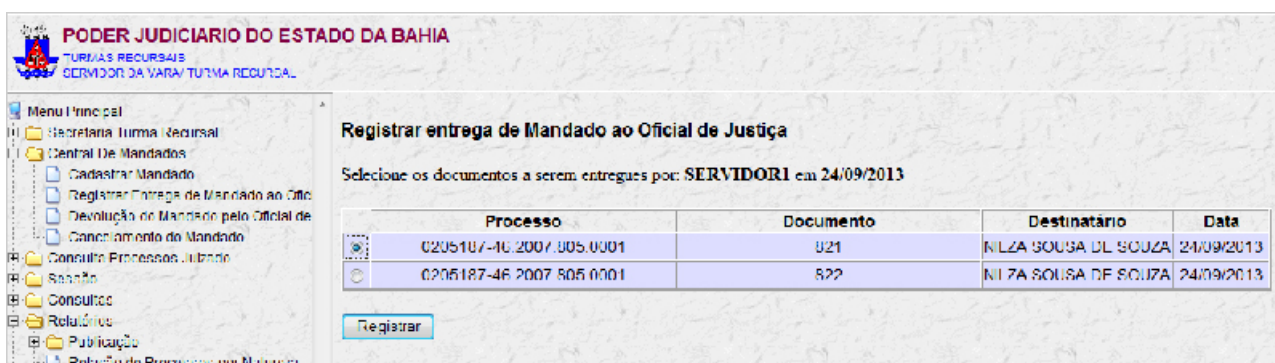 PODER JUDICIARIO DO ESTADO DA BAHIA
TURMAS RECURSAIS
SERVIDOR DA VARA/ TURMA RECURSAL
Menu Principal
Secretaria Turma Recursal
Central De Mandados
Cadastrar Mandado
Registrar Entrega de Mandado ao Ofic
Devolução do Mandado pelo Oficial de
Cancelamento do Mandado
Consulta Processos Juizado
Sessão
Consultas
Relatórios
Publicação
Relação de Processos por
Registrar entrega de Mandado ao Oficial de Justiça
Selecione os documentos a serem entregues por: SERVIDOR1 em 24/09/2013
Processo Documento Destinatário Data
0205187-46.2007.805.0001 821 NILZA SOUSA DE SOUZA 24/09/2013
0205187-46.2007.805.0001 822 NILZA SOUSA DE SOUZA 24/09/2013
Registrar